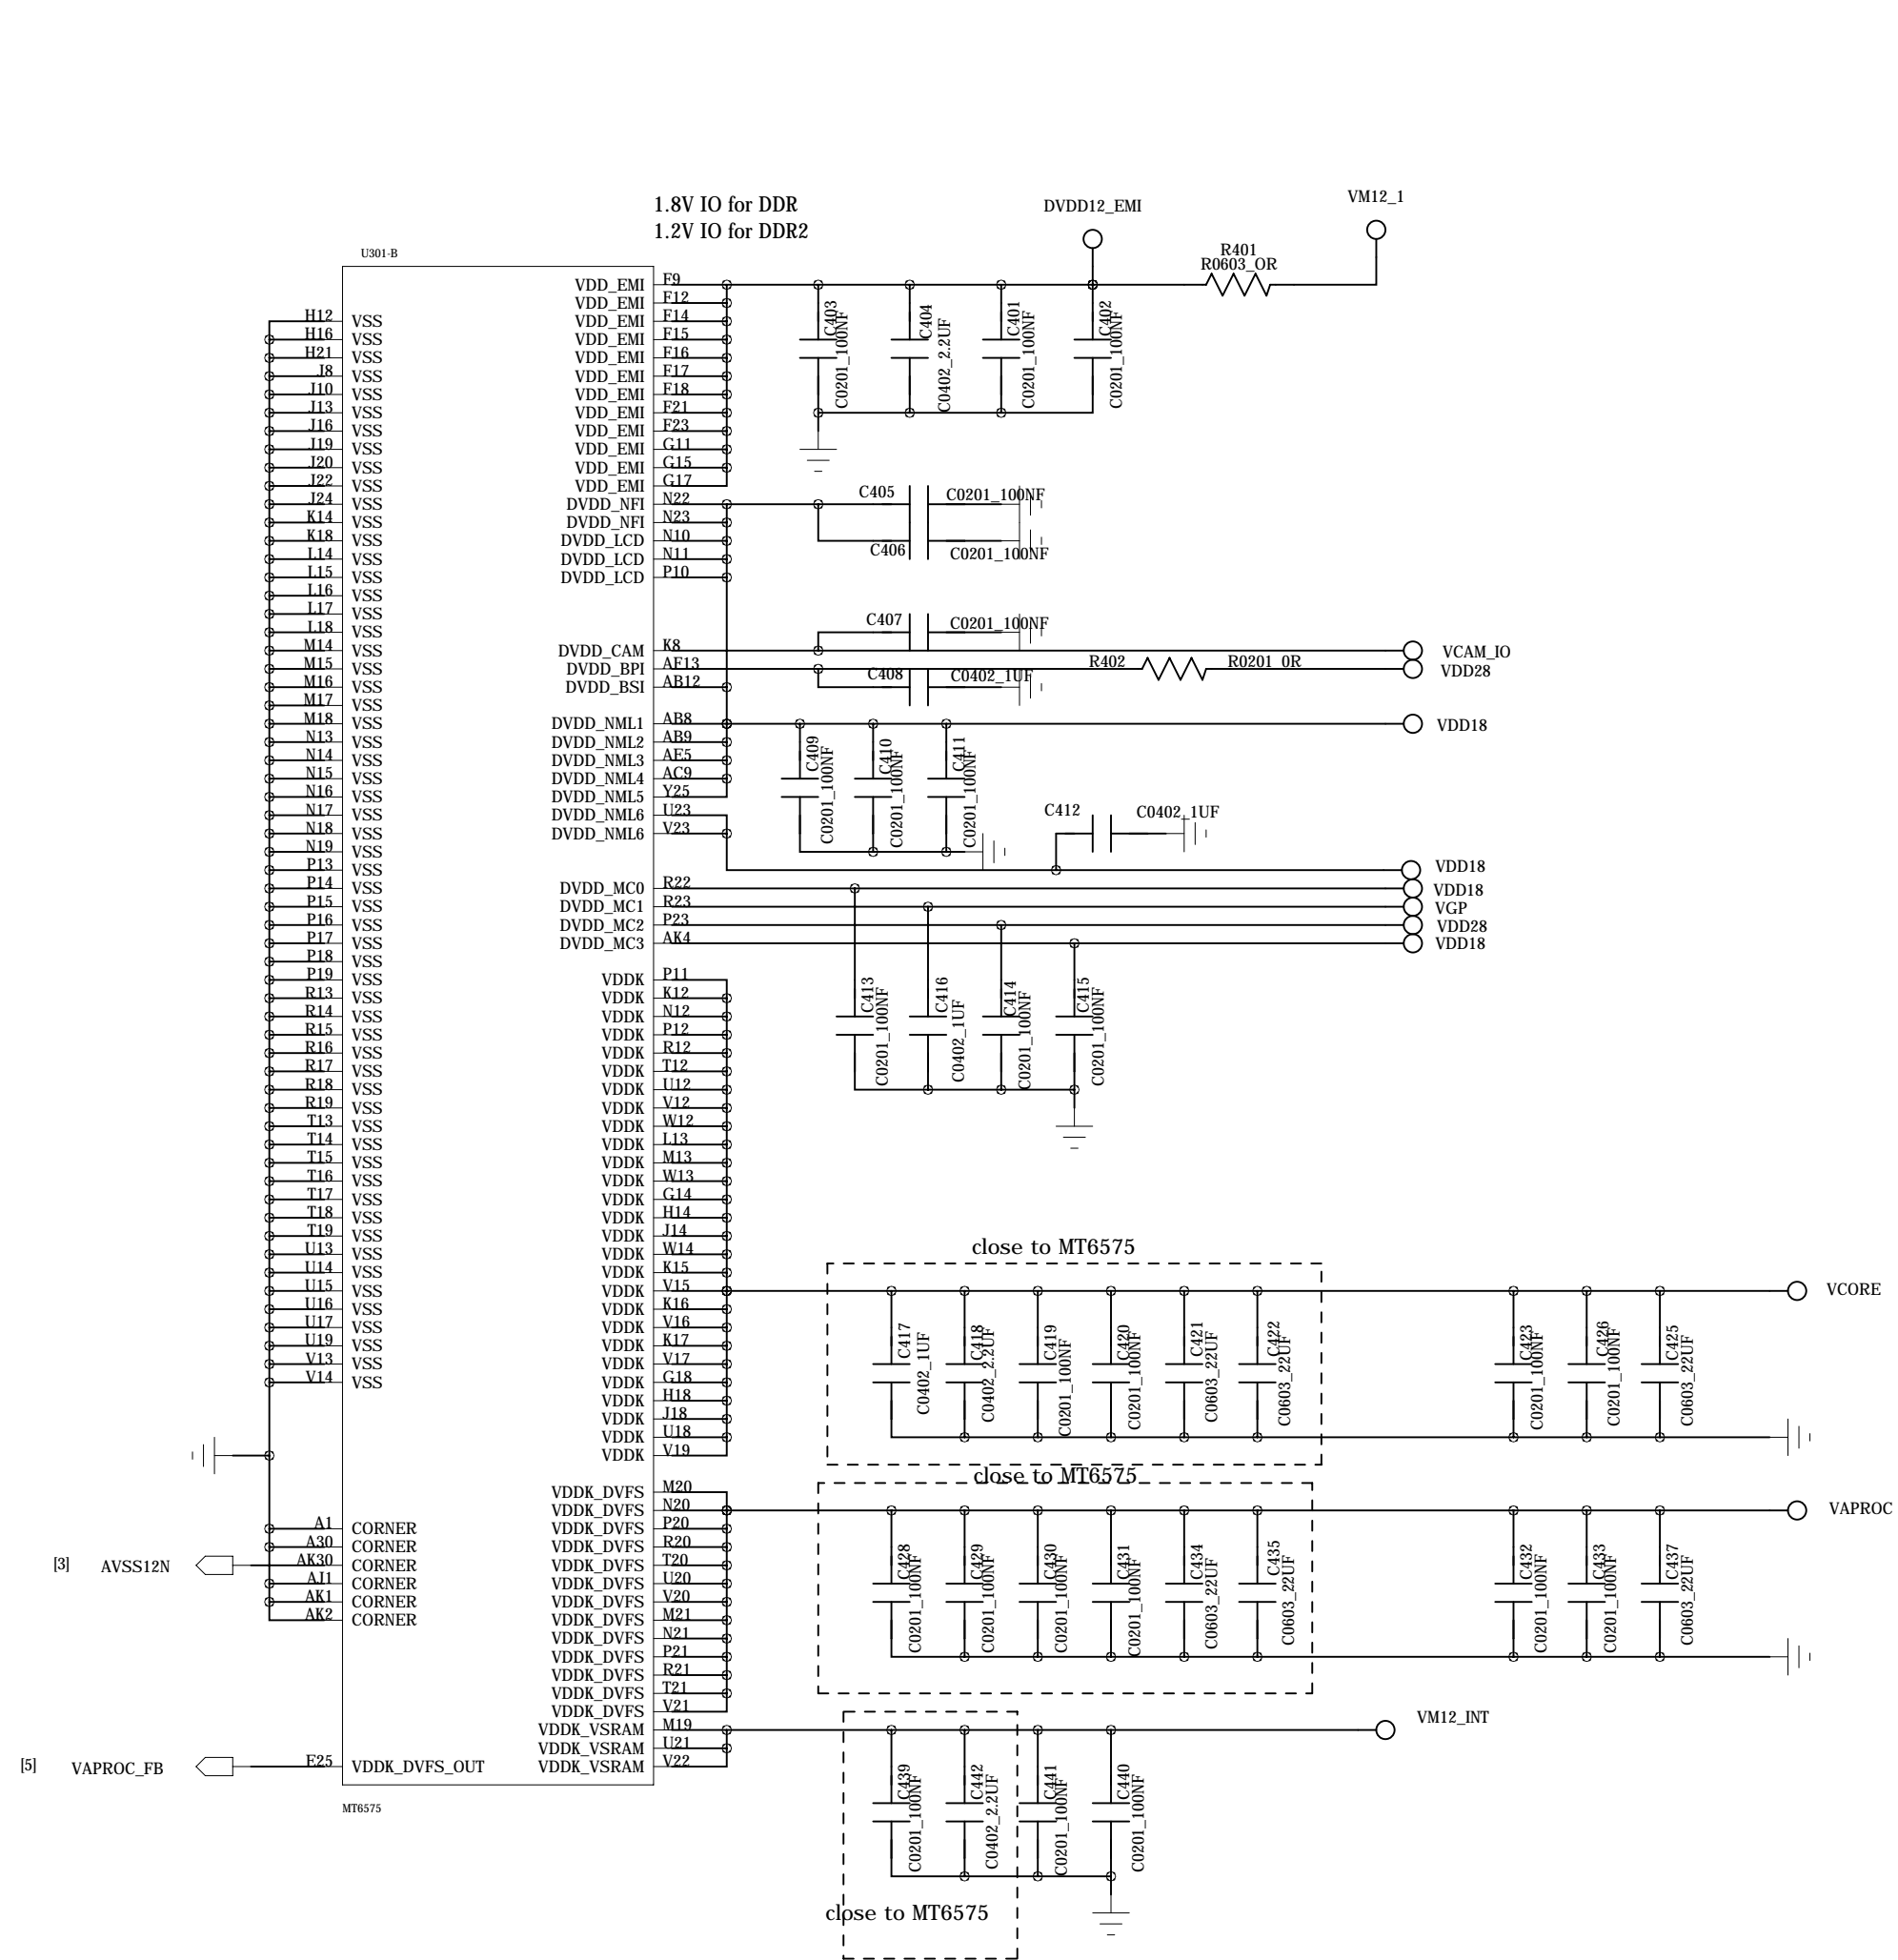 1.8V IO for DDR
1.2V IO for DDR2
DVDD12_EMI
VM12_1
R401
R0603_OR
U301-B
H12 VSS
H16 VSS
H21 VSS
J8 VSS
J10 VSS
J13 VSS
J16 VSS
J19 VSS
J20 VSS
J22 VSS
J24 VSS
K14 VSS
K18 VSS
L14 VSS
L15 VSS
L16 VSS
L17 VSS
L18 VSS
M14 VSS
M15 VSS
M16 VSS
M17 VSS
M18 VSS
N13 VSS
N14 VSS
N15 VSS
N16 VSS
N17 VSS
N18 VSS
N19 VSS
P13 VSS
P14 VSS
P15 VSS
P16 VSS
P17 VSS
P18 VSS
P19 VSS
R13 VSS
R14 VSS
R15 VSS
R16 VSS
R17 VSS
R18 VSS
R19 VSS
T13 VSS
T14 VSS
T15 VSS
T16 VSS
T17 VSS
T18 VSS
T19 VSS
U13 VSS
U14 VSS
U15 VSS
U16 VSS
U17 VSS
U19 VSS
V13 VSS
V14 VSS
A1 CORNER
A30 CORNER
[3] AVSS12N AK30 CORNER
AJ1 CORNER
AK1 CORNER
AK2 CORNER
[5] VAPROC_FB E25 VDDK_DVFS_OUT
MT6575
VDD_EMI F9
VDD_EMI F12
VDD_EMI F14
VDD_EMI F15
VDD_EMI F16
VDD_EMI F17
VDD_EMI F18
VDD_EMI F21
VDD_EMI F23
VDD_EMI G11
VDD_EMI G15
VDD_EMI G17
DVDD_NFI N22
DVDD_NFI N23
DVDD_LCD N10
DVDD_LCD N11
DVDD_LCD P10
DVDD_CAM K8
DVDD_BPI AF13
DVDD_BSI AB12
DVDD_NML1 AB8
DVDD_NML2 AB9
DVDD_NML3 AE5
DVDD_NML4 AC9
DVDD_NML5 Y25
DVDD_NML6 U23
DVDD_NML6 V23
DVDD_MC0 R22
DVDD_MC1 R23
DVDD_MC2 P23
DVDD_MC3 AK4
VDDK P11
VDDK K12
VDDK N12
VDDK P12
VDDK R12
VDDK T12
VDDK U12
VDDK V12
VDDK W12
VDDK L13
VDDK M13
VDDK W13
VDDK G14
VDDK H14
VDDK J14
VDDK W14
VDDK K15
VDDK V15
VDDK K16
VDDK V16
VDDK K17
VDDK V17
VDDK G18
VDDK H18
VDDK J18
VDDK U18
VDDK V19
VDDK_DVFS M20
VDDK_DVFS N20
VDDK_DVFS P20
VDDK_DVFS R20
VDDK_DVFS T20
VDDK_DVFS U20
VDDK_DVFS V20
VDDK_DVFS M21
VDDK_DVFS N21
VDDK_DVFS P21
VDDK_DVFS R21
VDDK_DVFS T21
VDDK_DVFS V21
VDDK_VSRAM M19
VDDK_VSRAM U21
VDDK_VSRAM V22
C403 C0201_100NF
C404 C0402_2.2UF
C401 C0201_100NF
C402 C0201_100NF
C405 C0201_100NF
C406 C0201_100NF
C407 C0201_100NF
VCAM_IO
R402 R0201_0R VDD28
C408 C0402_1UF
VDD18
C409 C0201_100NF
C410 C0201_100NF
C411 C0201_100NF
C412 C0402_1UF
VDD18
VDD18
VGP
VDD28
VDD18
C413 C0201_100NF
C416 C0402_1UF
C414 C0201_100NF
C415 C0201_100NF
close to MT6575
VCORE
C417 C0402_1UF
C418 C0402_2.2UF
C419 C0201_100NF
C420 C0201_100NF
C421 C0603_22UF
C422 C0603_22UF
C423 C0201_100NF
C426 C0201_100NF
C425 C0603_22UF
close to MT6575
VAPROC
C428 C0201_100NF
C429 C0201_100NF
C430 C0201_100NF
C431 C0201_100NF
C434 C0603_22UF
C435 C0603_22UF
C432 C0201_100NF
C433 C0201_100NF
C437 C0603_22UF
VM12_INT
C439 C0201_100NF
C442 C0402_2.2UF
C441 C0201_100NF
C440 C0201_100NF
close to MT6575